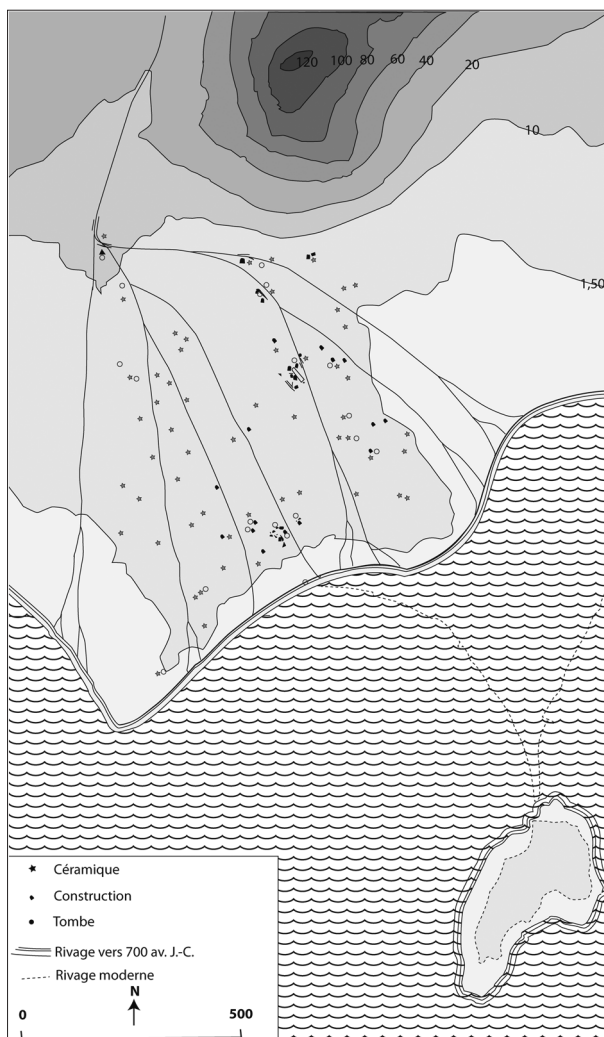 120 100 80 60 40 20
10
1,50
Céramique
Construction
Tombe
Rivage vers 700 av. J.-C.
Rivage moderne
N
0 500